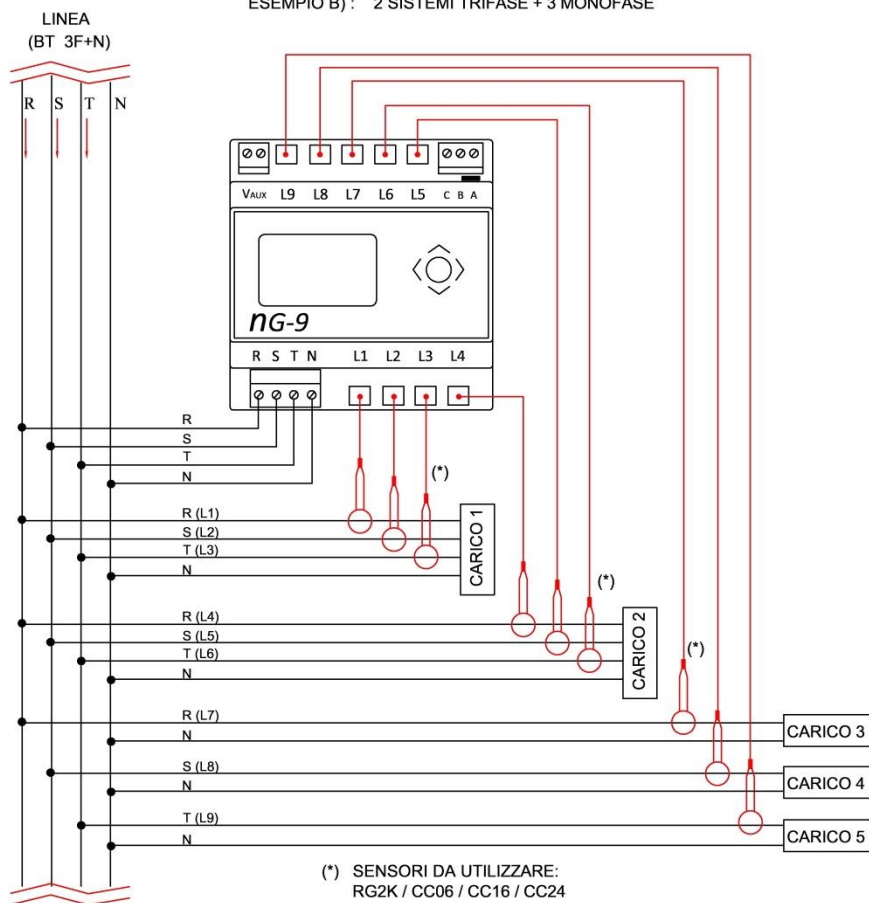 ESEMPIO B) : 2 SISTEMI TRIFASE + 3 MONOFASE
LINEA
(BT 3F+N)
R S T N
VAUX L9 L8 L7 L6 L5 C B A
nG-9
R S T N L1 L2 L3 L4
R
S
T
N
(*)
R (L1)
S (L2)
T (L3)
N
CARICO 1
(*)
R (L4)
S (L5)
T (L6)
N
CARICO 2
(*)
R (L7)
N
CARICO 3
S (L8)
N
CARICO 4
T (L9)
N
CARICO 5
(*) SENSORI DA UTILIZZARE:
RG2K / CC06 / CC16 / CC24